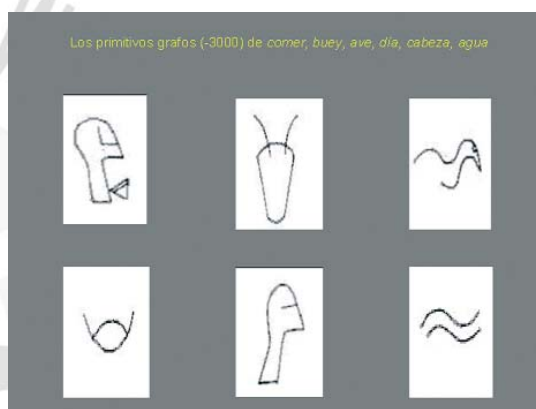 Los primitivos grafos (-3000) de comer, buey, ave, día, cabeza, agua